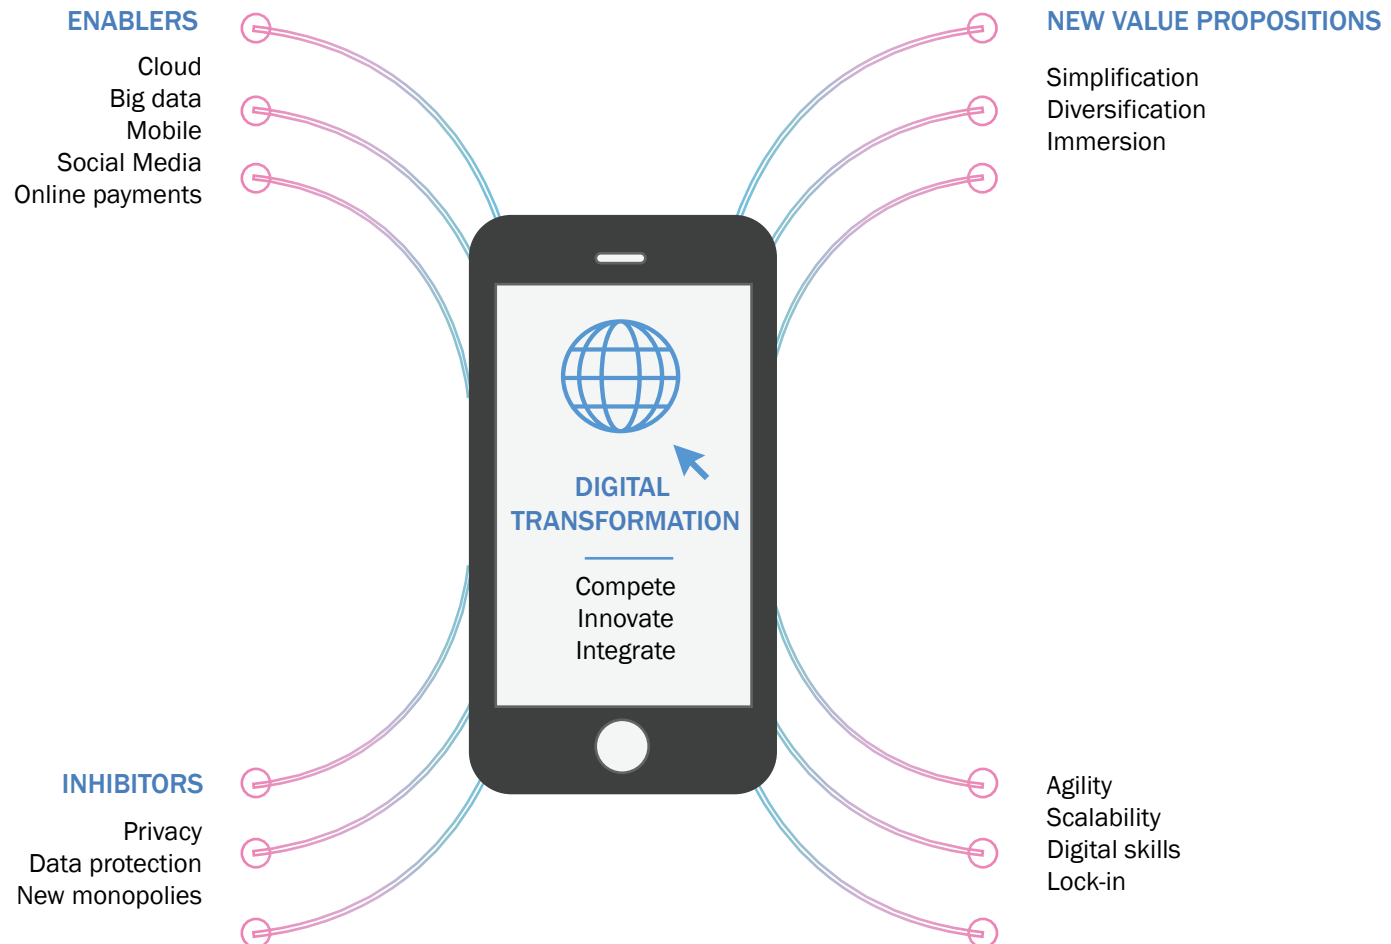 ENABLERS
Cloud
Big data
Mobile
Social Media
Online payments
NEW VALUE PROPOSITIONS
Simplification
Diversification
Immersion
DIGITAL
TRANSFORMATION
Compete
Innovate
Integrate
INHIBITORS
Privacy
Data protection
New monopolies
Agility
Scalability
Digital skills
Lock-in